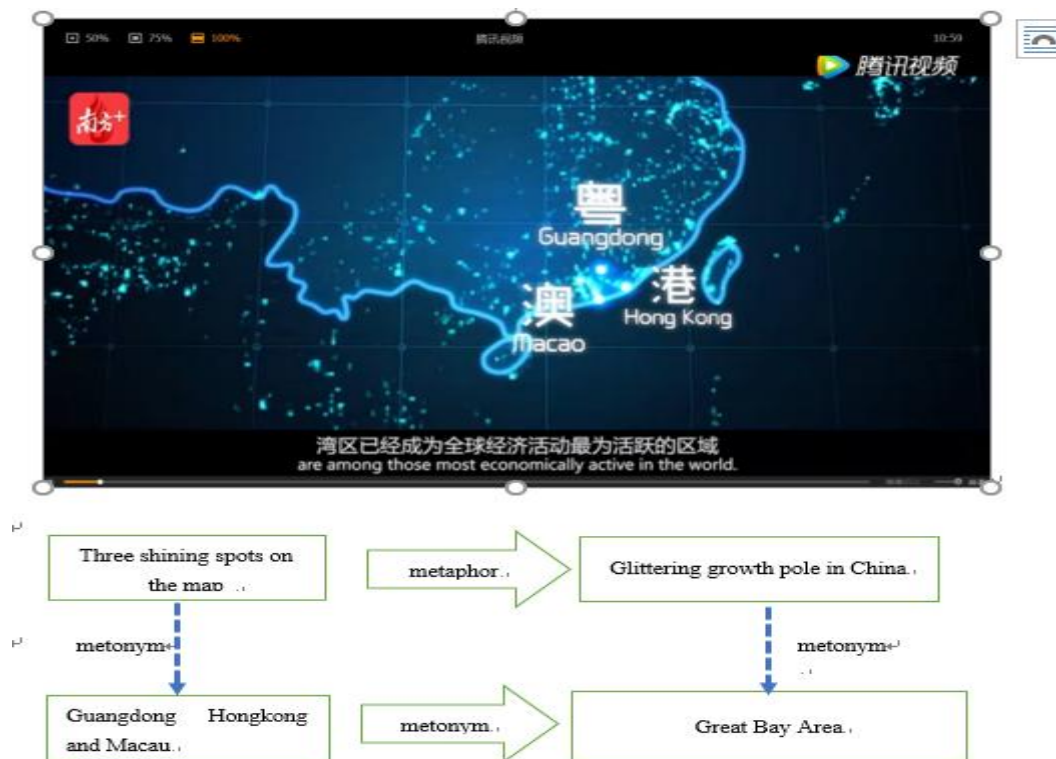 50% 75% 100% 腾讯视频 10:59
腾讯视频
南方+
粤
Guangdong
澳 港
Macao Hong Kong
湾区已经成为全球经济活动最为活跃的区域
are among those most economically active in the world.
Three shining spots on
the map
metaphor
Glittering growth pole in China
metonym metonym
Guangdong Hongkong
and Macau
metonym
Great Bay Area